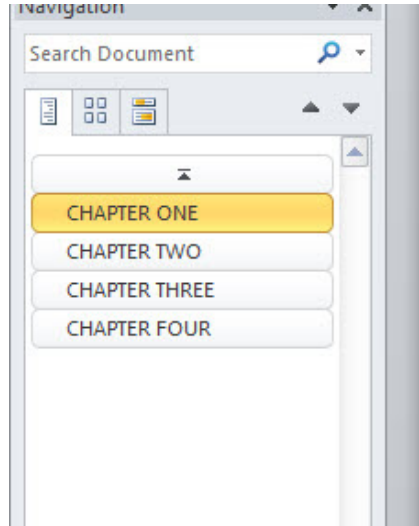 Navigation
Search Document
CHAPTER ONE
CHAPTER TWO
CHAPTER THREE
CHAPTER FOUR